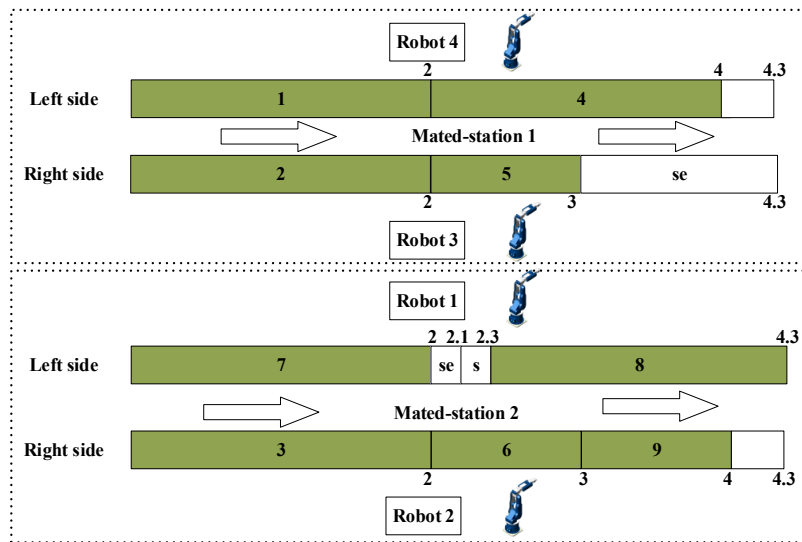 Robot 4
2 4 4.3
Left side 1 4
Mated-station 1
Right side 2 5 se
2 3 4.3
Robot 3
Robot 1
2 2.1 2.3 4.3
Left side 7 se s 8
Mated-station 2
Right side 3 6 9
2 3 4 4.3
Robot 2